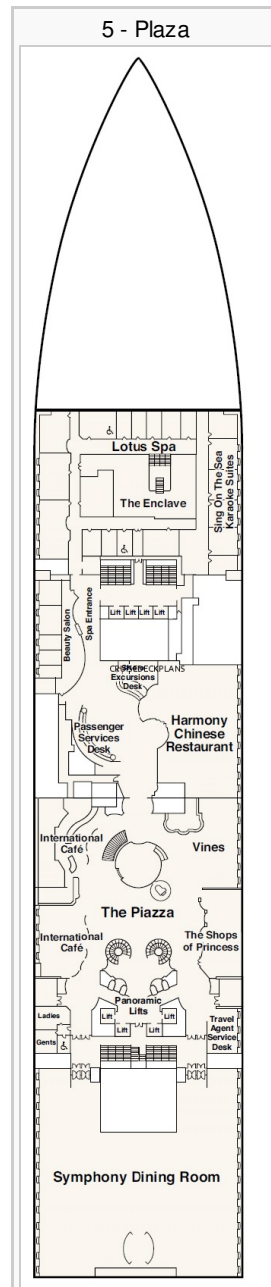 5 - Plaza
Lotus Spa
The Enclave
Sing On The Sea
Karaoke Suites
Lift Lift Lift Lift
Spa Entrance
Beauty Salon
CRUISEDECKPLANS
Shore
Excursions
Desk
Passenger
Services
Desk
Harmony
Chinese
Restaurant
International
Café
Vines
The Piazza
International
Café
The Shops
of Princess
Panoramic
Lifts
Ladies
Lift
Lift
Gents
Lift
Lift
Travel
Agent
Service
Desk
Symphony Dining Room